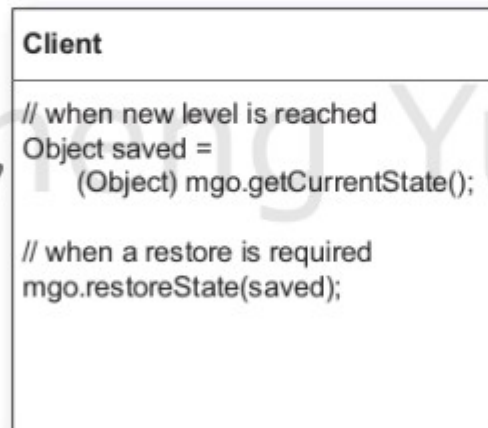 Client
// when new level is reached
Object saved =
(Object) mgo.getCurrentState();
// when a restore is required
mgo.restoreState(saved);